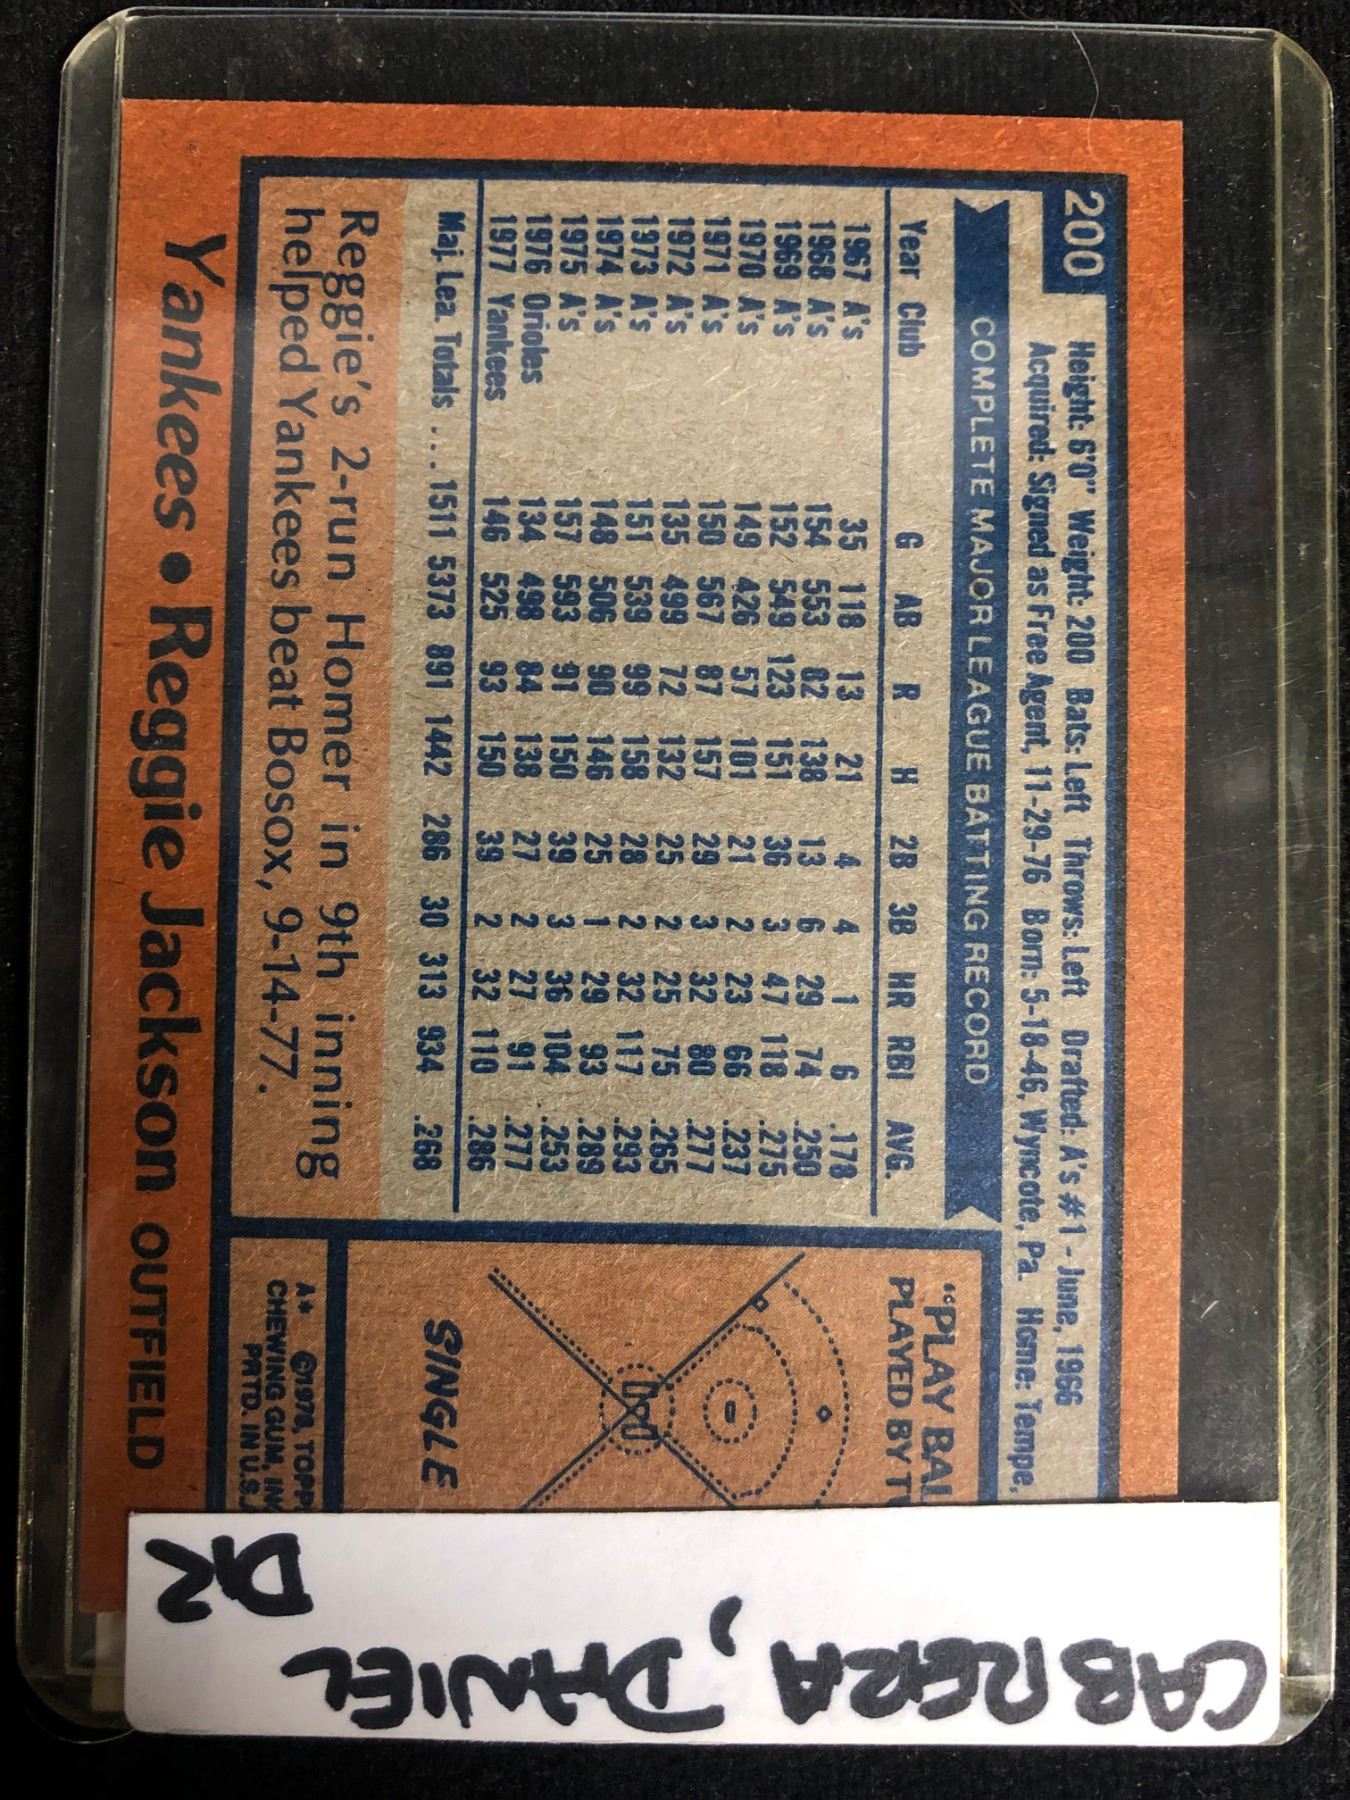 200
Height: 6'0" Weight: 200 Bats: Left Throws: Left Drafted: A's #1 - June, 1966
Acquired: Signed as Free Agent, 11-29-76 Born: 5-18-46, Wyncote, Pa. Home: Tempe,
COMPLETE MAJOR LEAGUE BATTING RECORD
Year Club G AB R H 2B 3B HR RBI AVG.
1967 A's 35 118 13 21 4 4 1 6 .178
1968 A's 154 553 82 138 13 6 29 74 .250
1969 A's 152 549 123 151 36 3 47 118 .275
1970 A's 149 426 57 101 21 2 23 66 .237
1971 A's 150 567 87 157 29 3 32 80 .277
1972 A's 135 499 72 132 25 2 25 75 .265
1973 A's 151 539 99 158 28 2 32 117 .293
1974 A's 148 506 90 146 25 1 29 93 .289
1975 A's 157 593 91 150 39 3 36 104 .253
1976 Orioles 134 498 84 138 27 2 27 91 .277
1977 Yankees 146 525 93 150 39 2 32 110 .286
Maj. Lea. Totals ....1511 5373 891 1442 286 30 313 934 .268
Reggie's 2-run Homer in 9th inning
helped Yankees beat Bosox, 9-14-77.
"PLAY BAL
PLAYED BY
SINGLE
A* ©1978, TOPP
CHEWING GUM, IN
PRTD. IN U.S.
Yankees • Reggie Jackson OUTFIELD
CABRERA, DANIEL